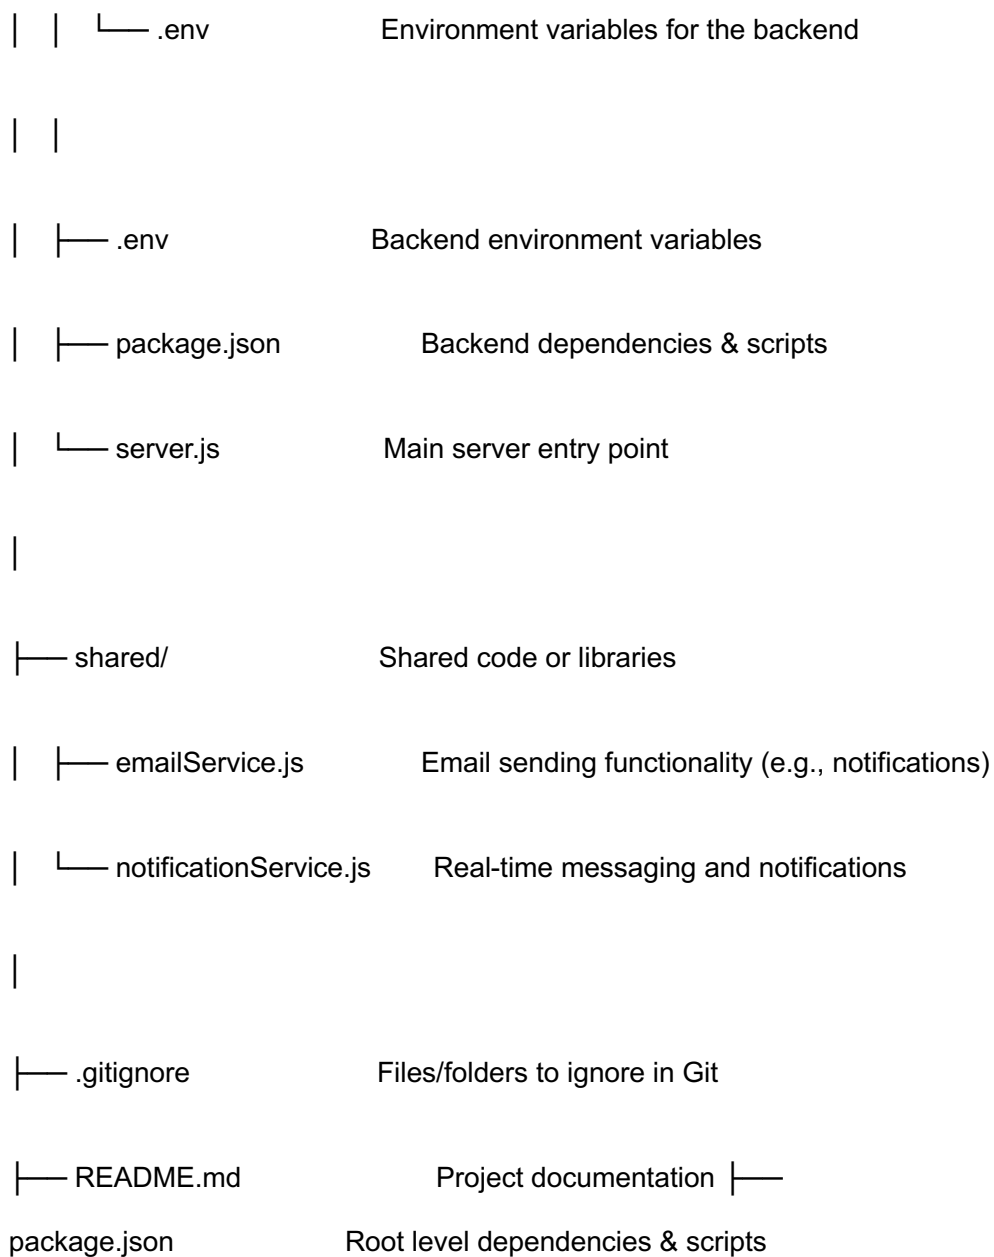 │ │ └── .env Environment variables for the backend
│ │
│ ├── .env Backend environment variables
│ ├── package.json Backend dependencies & scripts
│ └── server.js Main server entry point
│
├── shared/ Shared code or libraries
│ ├── emailService.js Email sending functionality (e.g., notifications)
│ └── notificationService.js Real-time messaging and notifications
│
├── .gitignore Files/folders to ignore in Git
├── README.md Project documentation ├──
package.json Root level dependencies & scripts